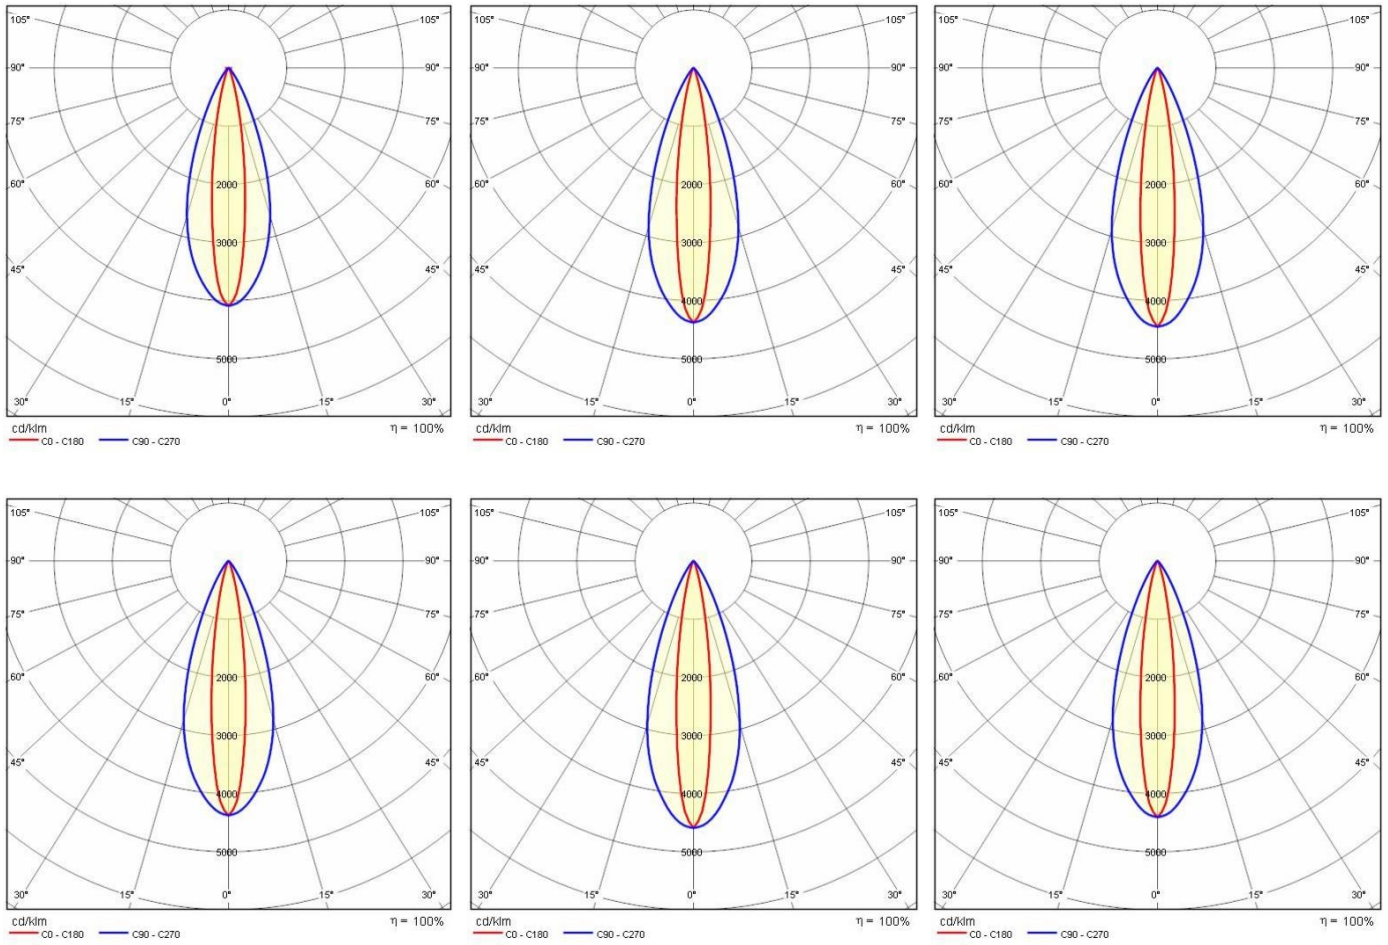 105° 105° 105° 105° 105° 105°
90° 90° 90° 90° 90° 90°
75° 75° 75° 75° 75° 75°
60° 2000 60° 60° 2000 60° 60° 2000 60°
3000 3000 3000
45° 45° 45° 45° 45° 45°
4000 4000
5000 5000 5000
30° 15° 0° 15° 30° 30° 15° 0° 15° 30° 30° 15° 0° 15° 30°
cd/klm η = 100% cd/klm η = 100% cd/klm η = 100%
C0 - C180 C90 - C270 C0 - C180 C90 - C270 C0 - C180 C90 - C270
105° 105° 105° 105° 105° 105°
90° 90° 90° 90° 90° 90°
75° 75° 75° 75° 75° 75°
60° 2000 60° 60° 2000 60° 60° 2000 60°
3000 3000 3000
45° 45° 45° 45° 45° 45°
4000 4000 4000
5000 5000 5000
30° 15° 0° 15° 30° 30° 15° 0° 15° 30° 30° 15° 0° 15° 30°
cd/klm η = 100% cd/klm η = 100% cd/klm η = 100%
C0 - C180 C90 - C270 C0 - C180 C90 - C270 C0 - C180 C90 - C270